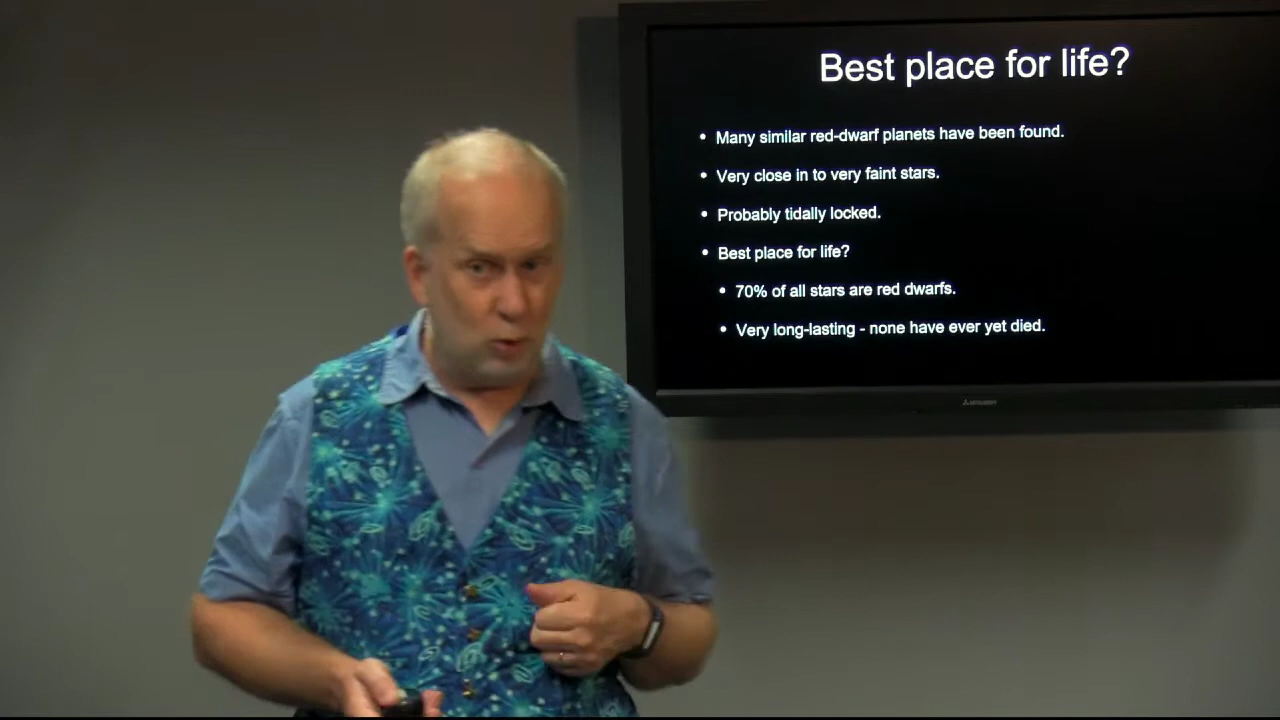 Best place for life?
• Many similar red-dwarf planets have been found.
• Very close in to very faint stars.
• Probably tidally locked.
• Best place for life?
• 70% of all stars are red dwarfs.
• Very long-lasting - none have ever yet died.
MITSUBISHI